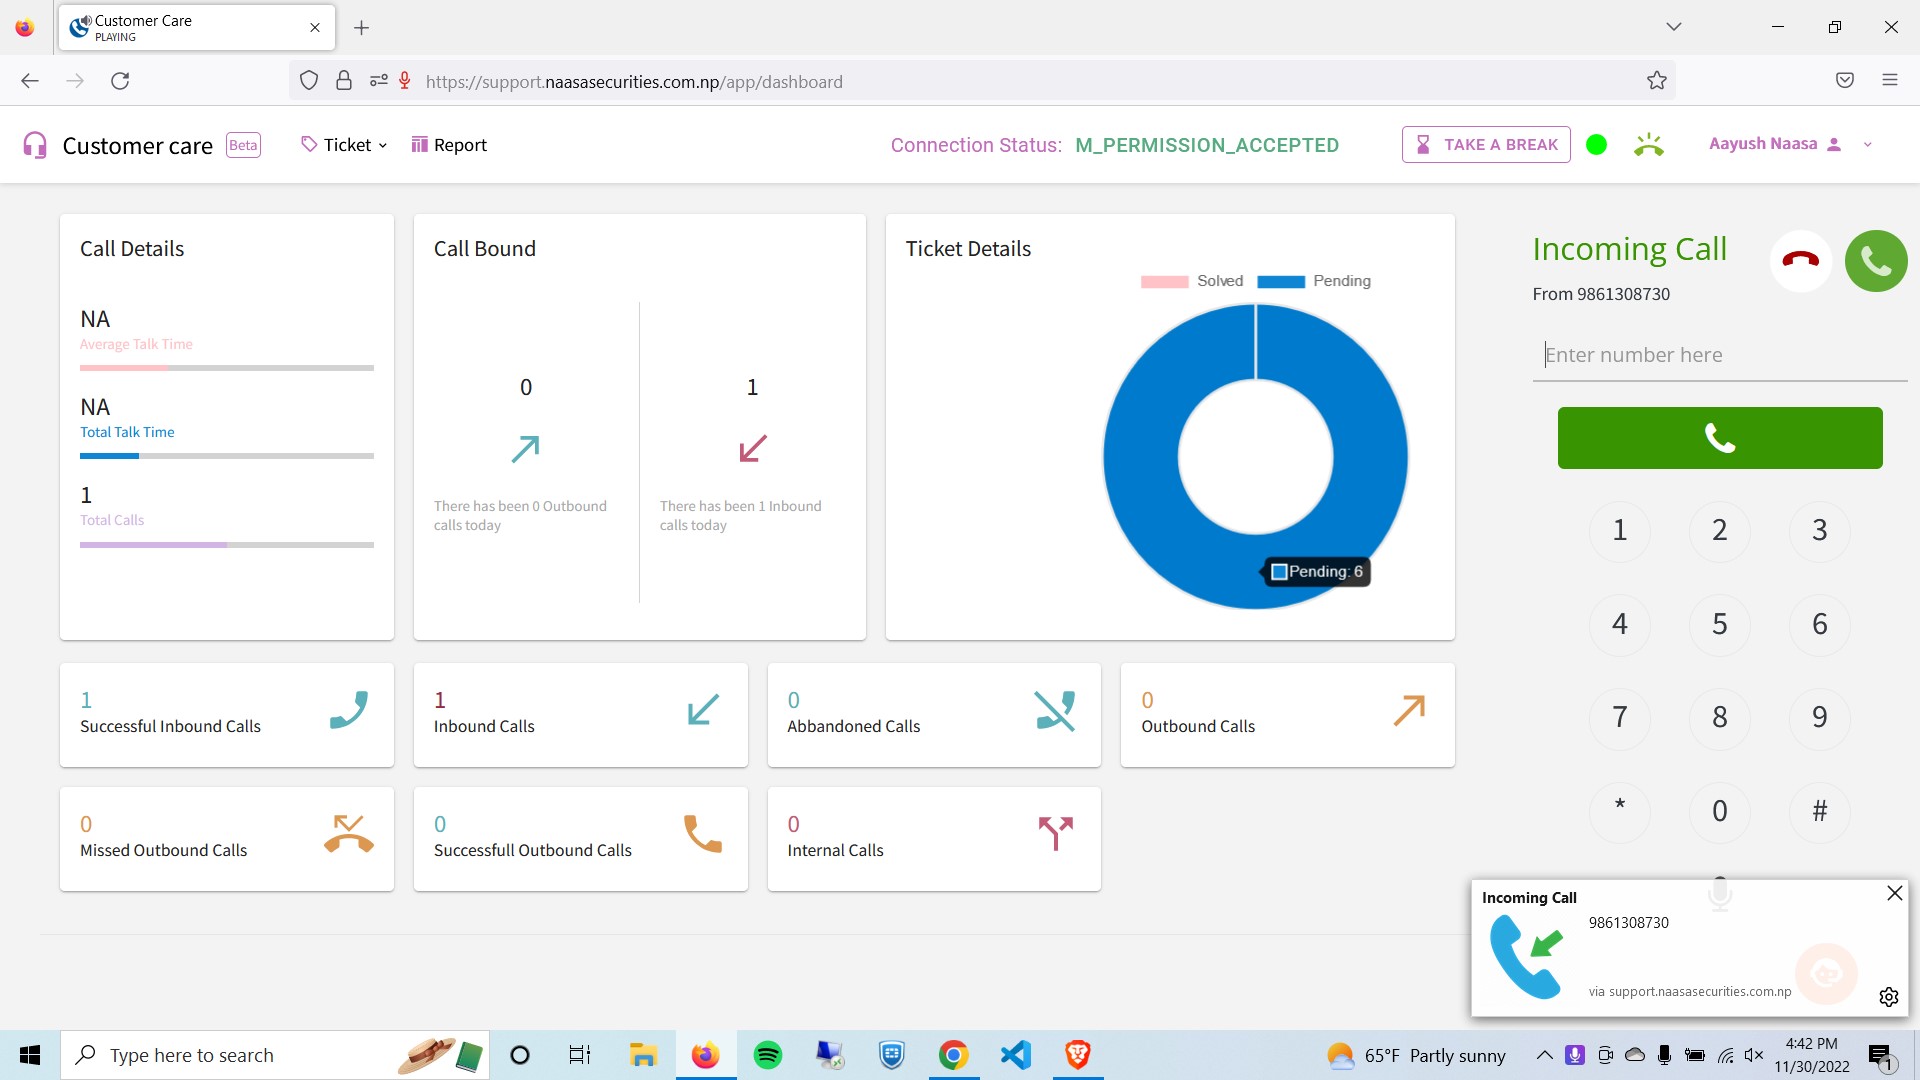 Customer Care
PLAYING
https://support.naasasecurities.com.np/app/dashboard
Customer care Beta Ticket Report Connection Status: M_PERMISSION_ACCEPTED TAKE A BREAK Aayush Naasa
Call Details
NA
Average Talk Time
NA
Total Talk Time
1
Total Calls
Call Bound
0
There has been 0 Outbound
calls today
1
There has been 1 Inbound
calls today
Ticket Details
Solved Pending
Pending: 6
Incoming Call
From 9861308730
Enter number here
1 2 3
4 5 6
7 8 9
* 0 #
1
Successful Inbound Calls
1
Inbound Calls
0
Abbandoned Calls
0
Outbound Calls
0
Missed Outbound Calls
0
Successfull Outbound Calls
0
Internal Calls
Incoming Call
9861308730
via support.naasasecurities.com.np
Type here to search
65°F Partly sunny
4:42 PM
11/30/2022
1